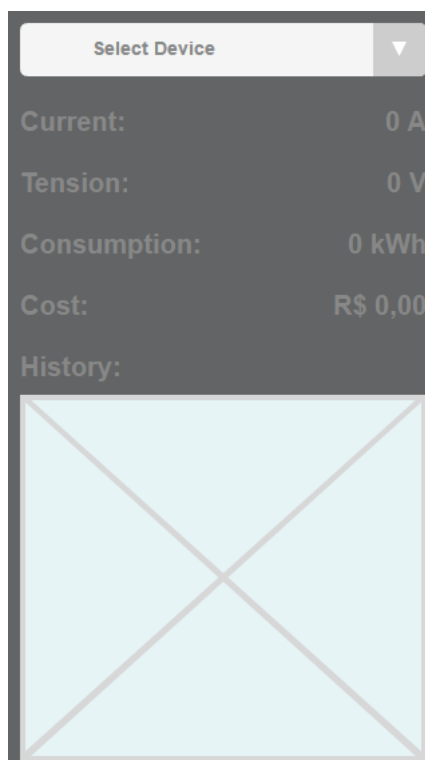 Select Device ▼
Current: 0 A
Tension: 0 V
Consumption: 0 kWh
Cost: R$ 0,00
History: